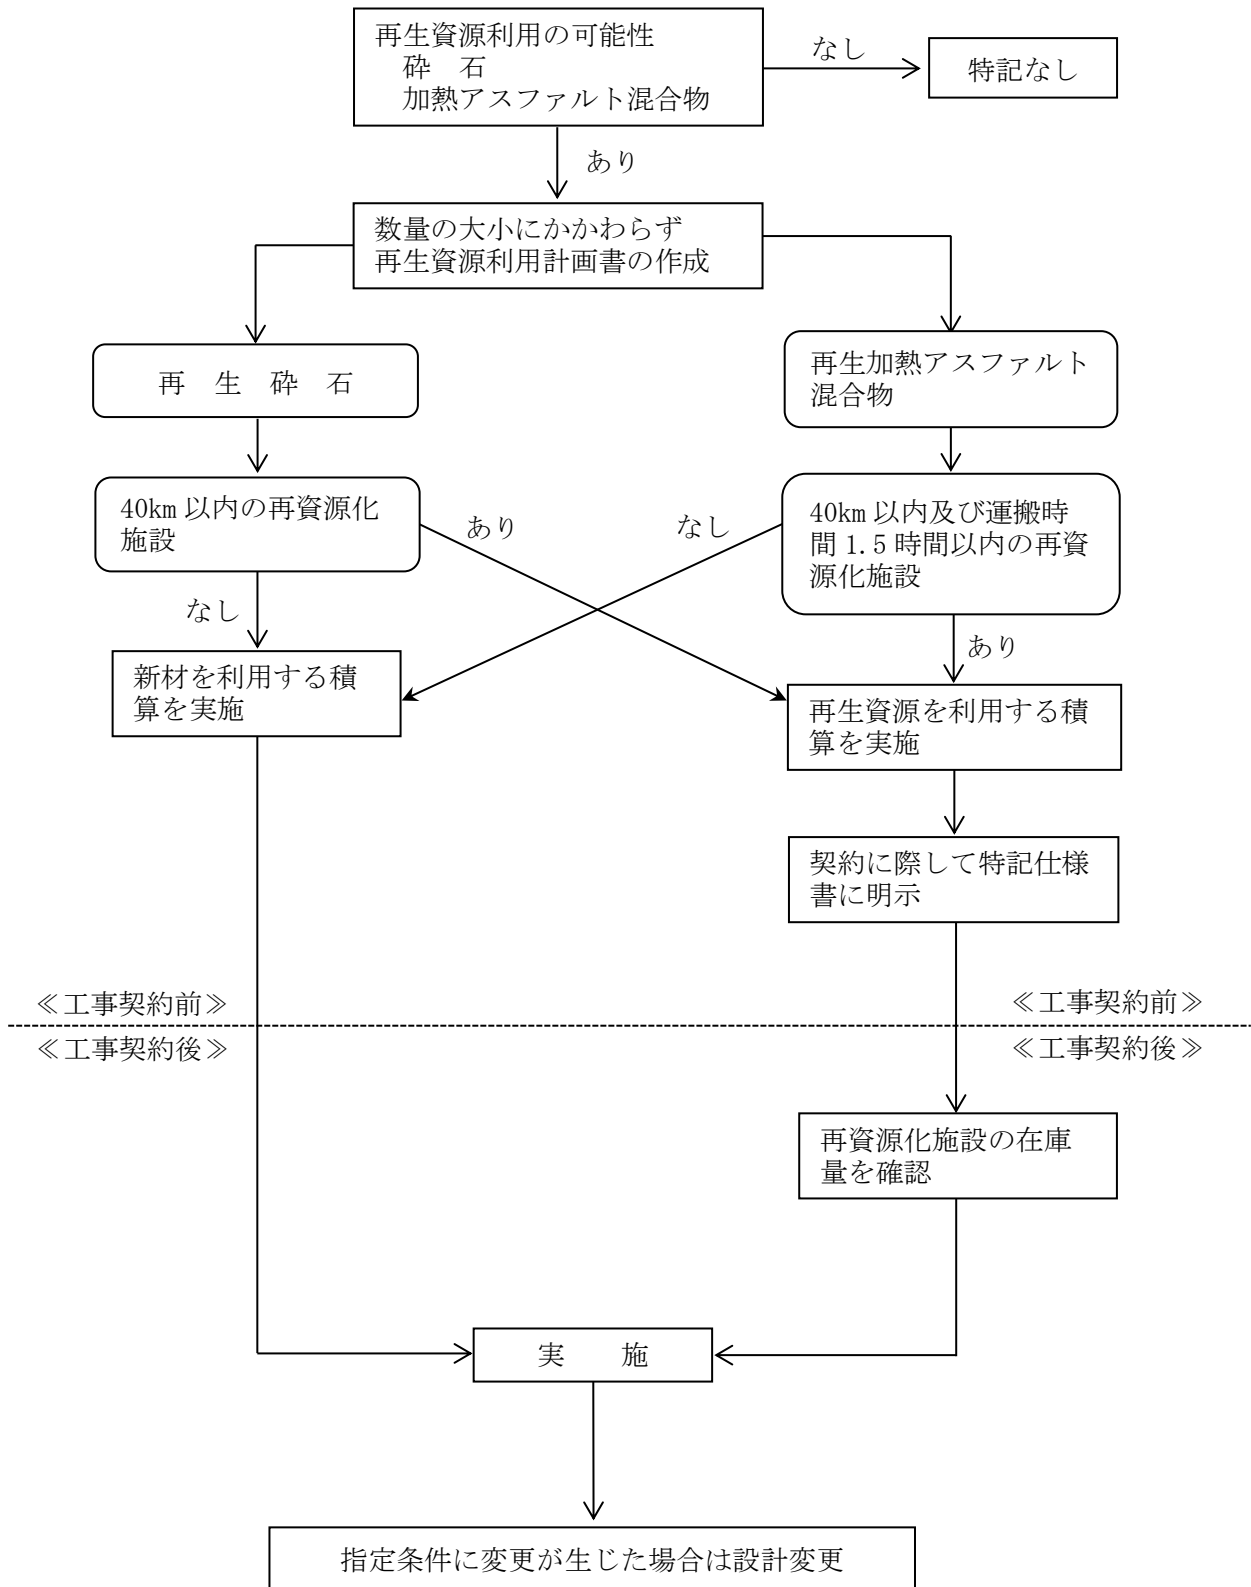 再生資源利用の可能性
砕　石
加熱アスファルト混合物
なし
特記なし
あり
数量の大小にかかわらず
再生資源利用計画書の作成
再　生　砕　石
再生加熱アスファルト
混合物
40km 以内の再資源化
施設
あり
なし
40km 以内及び運搬時
間 1.5 時間以内の再資
源化施設
なし
あり
新材を利用する積
算を実施
再生資源を利用する積
算を実施
契約に際して特記仕様
書に明示
≪工事契約前≫
≪工事契約前≫
≪工事契約後≫
≪工事契約後≫
再資源化施設の在庫
量を確認
実　　施
指定条件に変更が生じた場合は設計変更